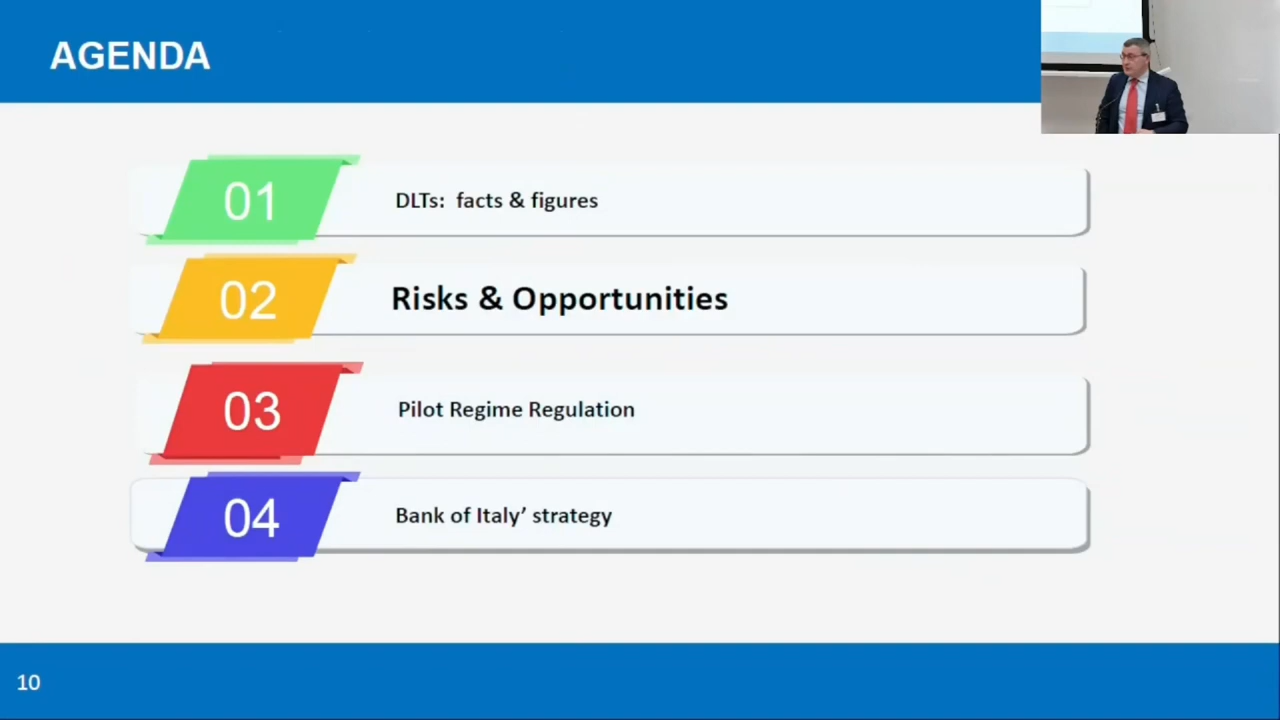 AGENDA
01
DLTs: facts & figures
02
Risks & Opportunities
03
Pilot Regime Regulation
04
Bank of Italy’ strategy
10